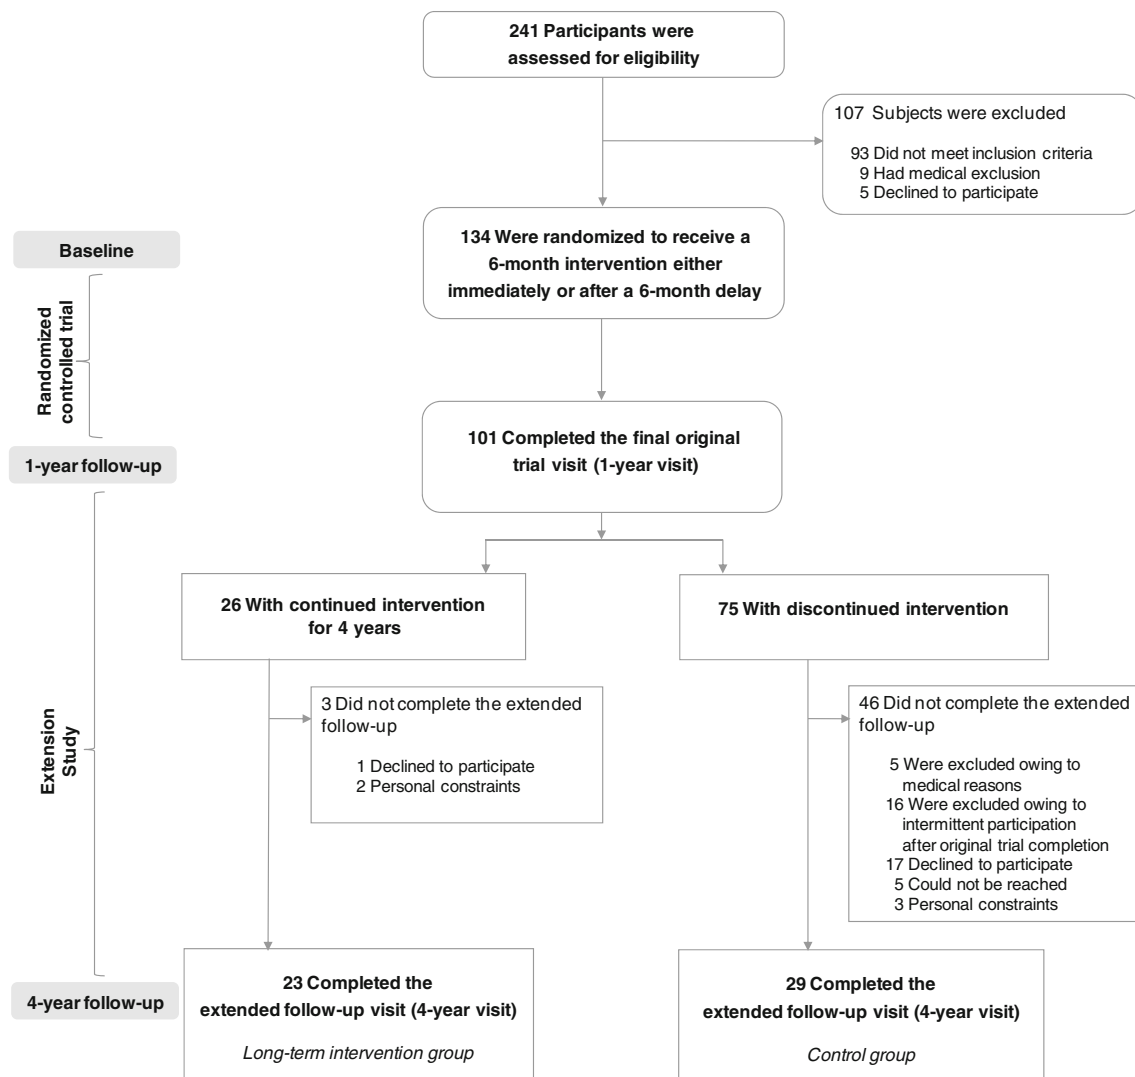 241 Participants were
assessed for eligibility
107 Subjects were excluded
93 Did not meet inclusion criteria
9 Had medical exclusion
5 Declined to participate
134 Were randomized to receive a
6-month intervention either
immediately or after a 6-month delay
Baseline
Randomized
controlled trial
101 Completed the final original
trial visit (1-year visit)
1-year follow-up
26 With continued intervention
for 4 years
75 With discontinued intervention
3 Did not complete the extended
follow-up
1 Declined to participate
2 Personal constraints
46 Did not complete the extended
follow-up
5 Were excluded owing to
medical reasons
16 Were excluded owing to
intermittent participation
after original trial completion
17 Declined to participate
5 Could not be reached
3 Personal constraints
Extension
Study
4-year follow-up
23 Completed the
extended follow-up visit (4-year visit)
Long-term intervention group
29 Completed the
extended follow-up visit (4-year visit)
Control group